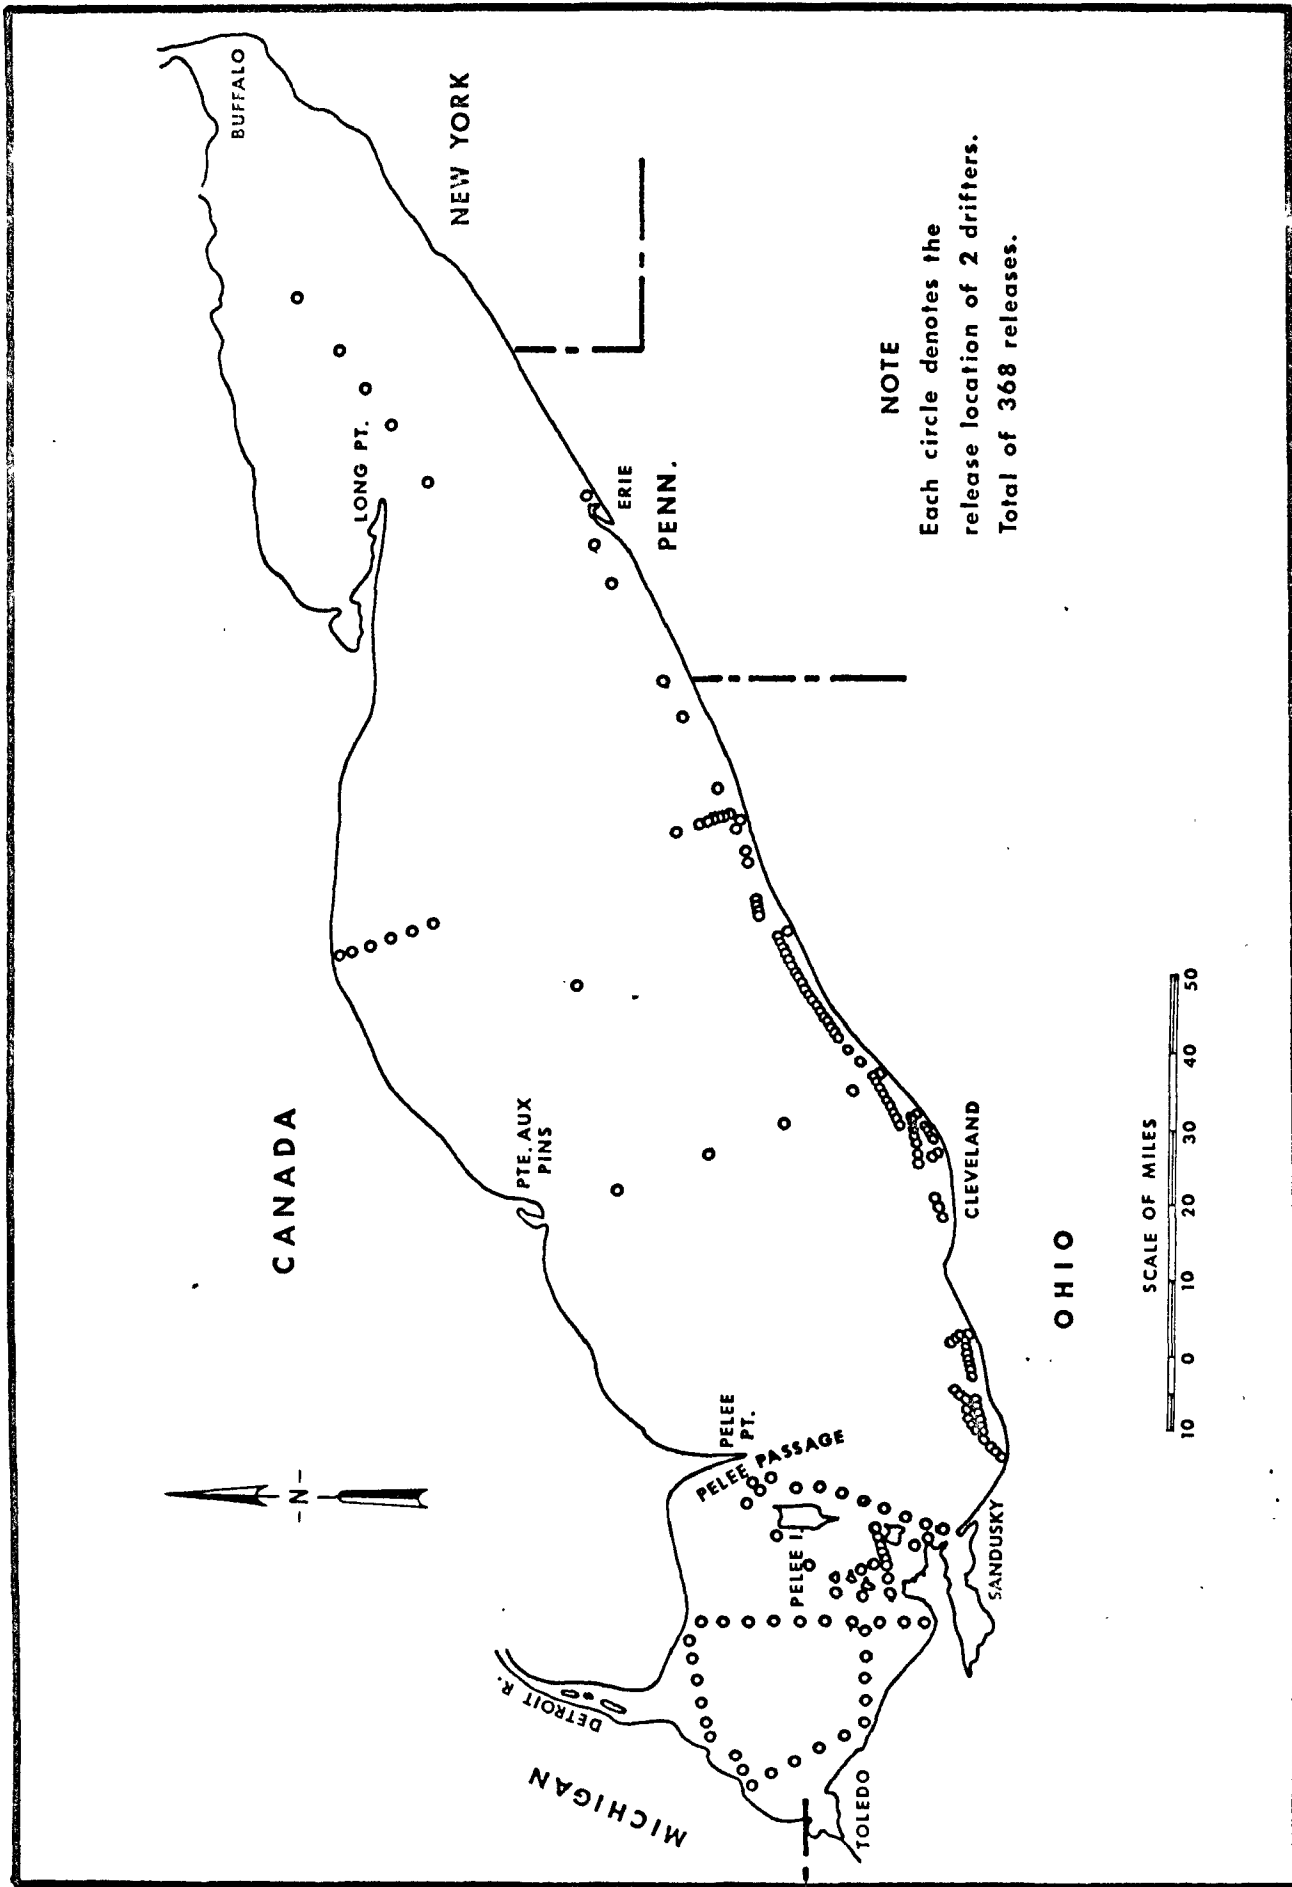 BUFFALO
NEW YORK
LONG PT.
ERIE
PENN.
CANADA
PTE. AUX
PINS
NOTE
Each circle denotes the
release location of 2 drifters.
Total of 368 releases.
CLEVELAND
OHIO
SCALE OF MILES
10 0 10 20 30 40 50
-N-
PELEE
PT.
PELEE PASSAGE
PELEE I.
SANDUSKY
DETROIT R.
MICHIGAN
TOLEDO